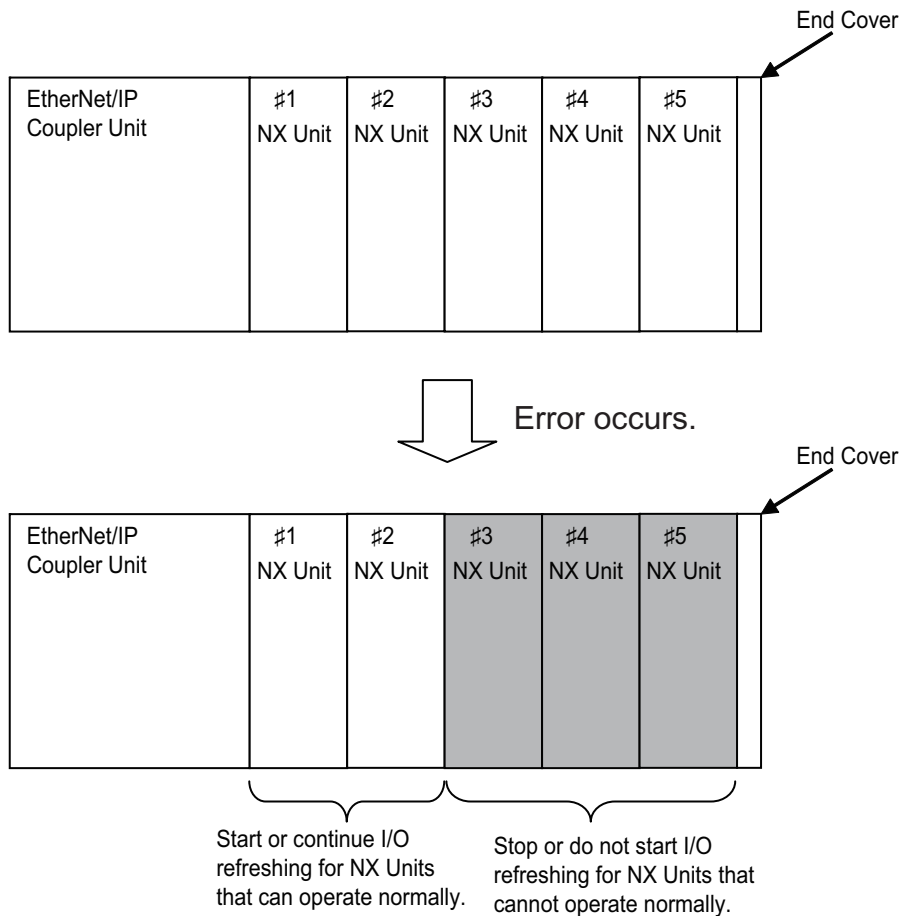 End Cover
EtherNet/IP
Coupler Unit
♯1
NX Unit
♯2
NX Unit
♯3
NX Unit
♯4
NX Unit
♯5
NX Unit
Error occurs.
End Cover
EtherNet/IP
Coupler Unit
♯1
NX Unit
♯2
NX Unit
♯3
NX Unit
♯4
NX Unit
♯5
NX Unit
Start or continue I/O
refreshing for NX Units
that can operate normally.
Stop or do not start I/O
refreshing for NX Units that
cannot operate normally.